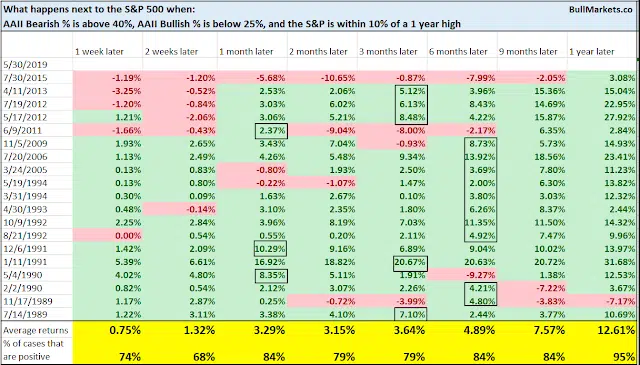 What happens next to the S&P 500 when: BullMarkets.co
AAII Bearish % is above 40%, AAII Bullish % is below 25%, and the S&P is within 10% of a 1 year high
1 week later 2 weeks later 1 month later 2 months later 3 months later 6 months later 9 months later 1 year later
5/30/2019
7/30/2015 -1.19% -1.20% -5.68% -10.65% -0.87% -7.99% -2.05% 3.08%
4/11/2013 -3.25% -0.52% 2.53% 2.06% 5.12% 3.96% 15.36% 15.04%
7/19/2012 -1.20% -0.84% 3.03% 6.02% 6.13% 8.43% 14.69% 22.95%
5/17/2012 1.21% -2.06% 3.06% 5.21% 8.48% 4.22% 15.87% 27.92%
6/9/2011 -1.66% -0.43% 2.37% -9.04% -8.00% -2.17% 6.35% 2.84%
11/5/2009 1.93% 2.65% 3.43% 7.04% -0.93% 8.73% 5.73% 14.93%
7/20/2006 1.13% 2.49% 4.26% 5.48% 9.34% 13.92% 18.56% 23.41%
3/24/2005 0.13% 0.83% -0.80% 1.93% 2.50% 3.69% 7.80% 11.23%
5/19/1994 0.13% 0.80% -0.22% -1.07% 1.47% 2.00% 6.30% 13.82%
3/31/1994 0.30% 0.09% 1.63% 2.67% 0.10% 3.80% 3.03% 12.32%
4/30/1993 0.48% -0.14% 3.10% 2.35% 1.80% 6.26% 8.37% 2.44%
10/9/1992 2.25% 2.84% 3.96% 8.19% 7.03% 11.35% 11.50% 14.32%
8/21/1992 0.00% 0.54% 0.55% 0.20% 2.11% 4.92% 7.47% 9.96%
12/6/1991 1.42% 2.09% 10.29% 9.16% 6.89% 9.04% 10.02% 13.97%
1/11/1991 5.39% 6.61% 16.92% 18.82% 20.67% 20.63% 20.72% 31.68%
5/4/1990 4.02% 4.80% 8.35% 5.11% 1.91% -9.27% 1.38% 12.53%
2/2/1990 0.82% 0.54% 2.12% 3.07% 2.26% 4.21% -7.22% 3.67%
11/17/1989 1.17% 2.87% 0.25% -0.72% -3.99% 4.80% -3.83% -7.17%
7/14/1989 1.22% 3.11% 3.38% 4.10% 7.10% 2.44% 3.77% 10.69%
Average returns 0.75% 1.32% 3.29% 3.15% 3.64% 4.89% 7.57% 12.61%
% of cases that
are positive 74% 68% 84% 79% 79% 84% 84% 95%